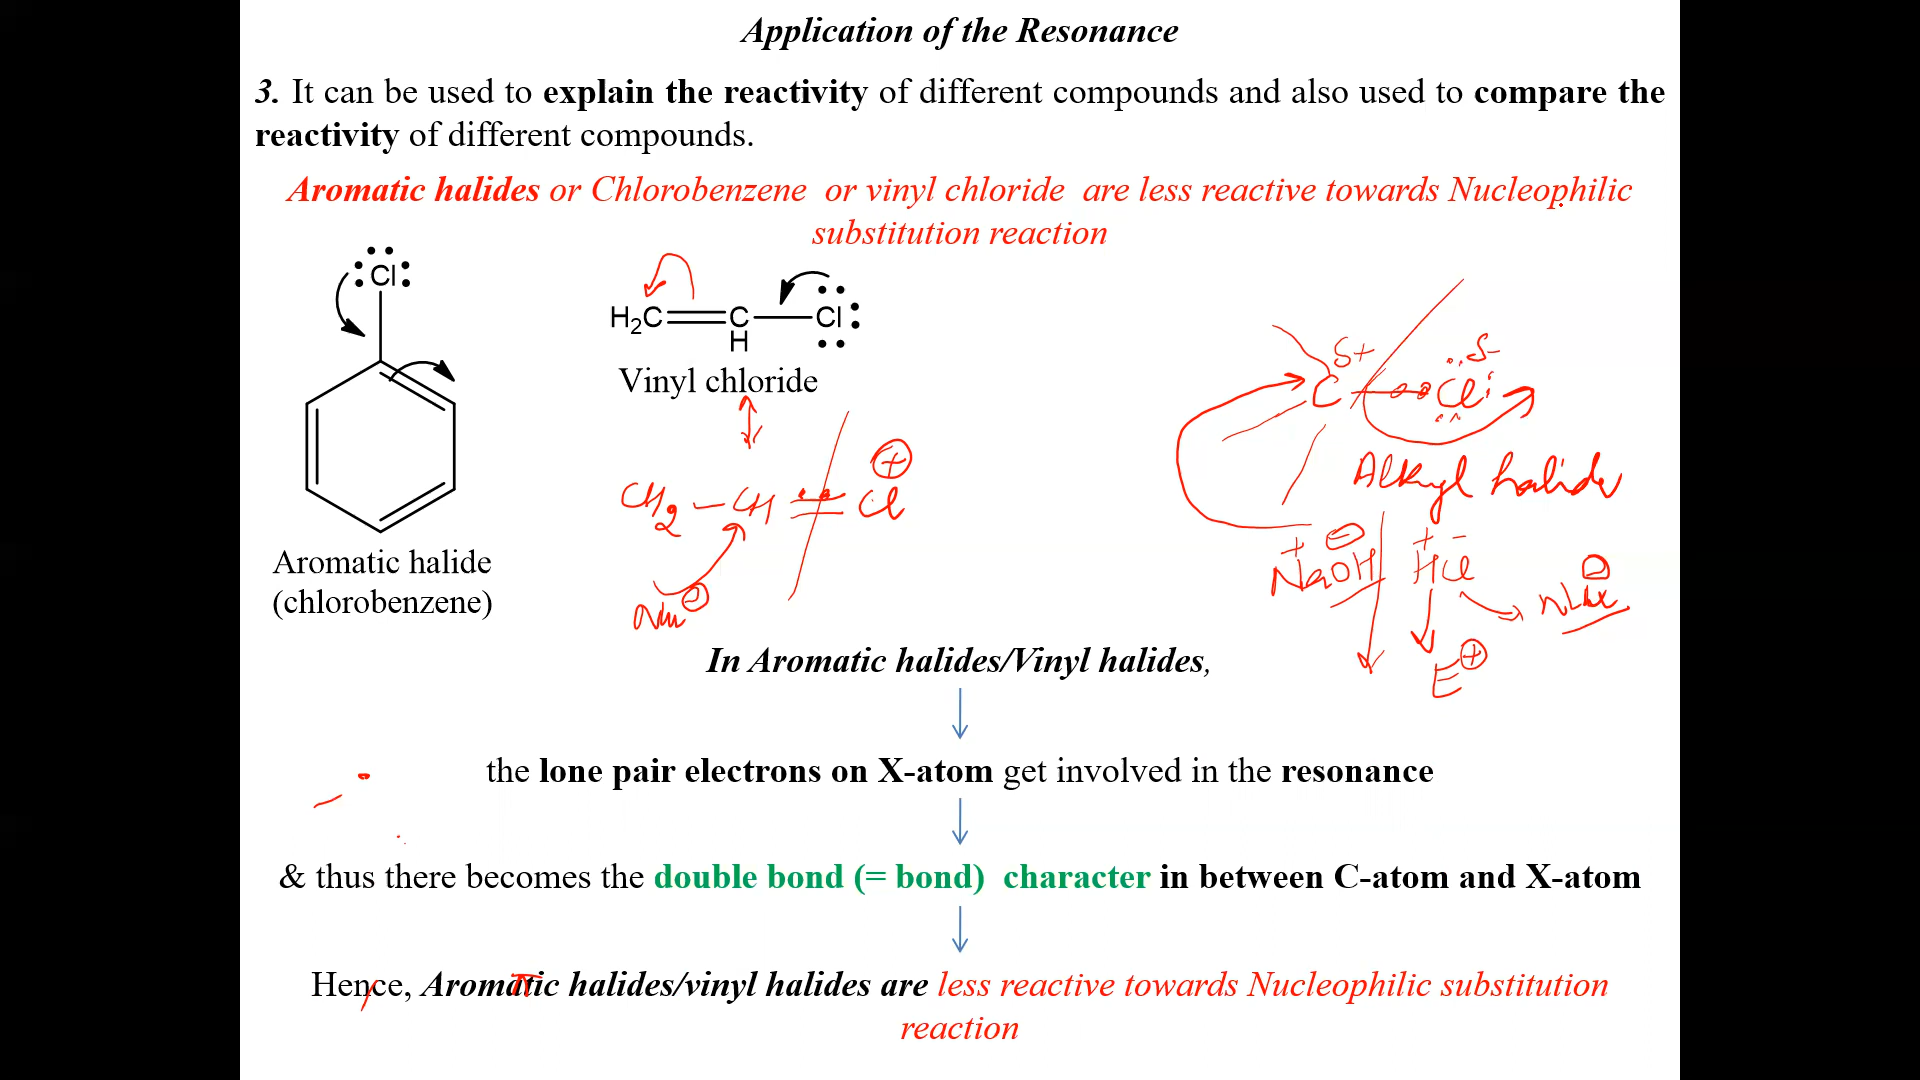 Application of the Resonance
3. It can be used to explain the reactivity of different compounds and also used to compare the
reactivity of different compounds.
Aromatic halides or Chlorobenzene or vinyl chloride are less reactive towards Nucleophilic
substitution reaction
Cl
H2C C Cl
H
Vinyl chloride
δ+ δ-
C Cl
Alkyl halide
CH2 - CH = Cl +
NaOH HCl
Nu -
E +
Aromatic halide
(chlorobenzene)
In Aromatic halides/Vinyl halides,
the lone pair electrons on X-atom get involved in the resonance
& thus there becomes the double bond (= bond) character in between C-atom and X-atom
Hence, Aromatic halides/vinyl halides are less reactive towards Nucleophilic substitution
reaction